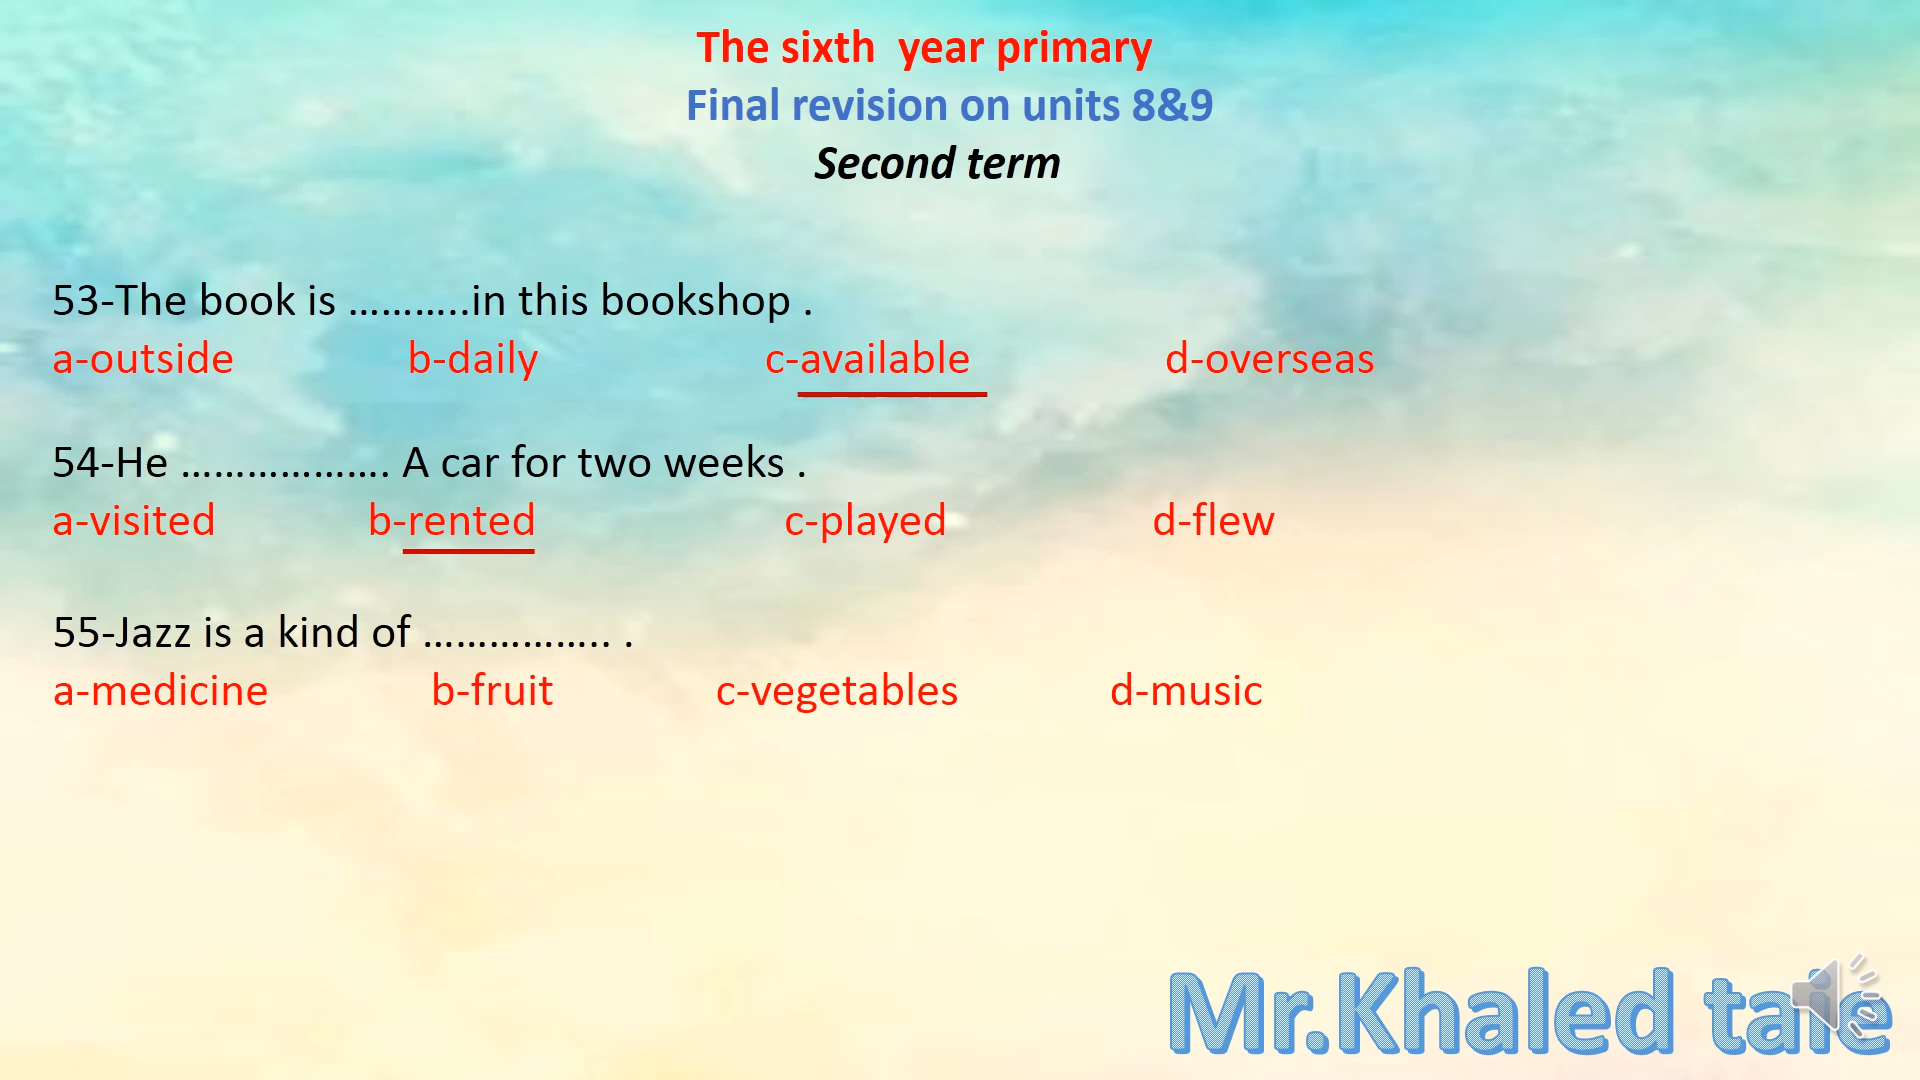 The sixth year primary
Final revision on units 8&9
Second term
53-The book is ………..in this bookshop .
a-outside b-daily c-available d-overseas
54-He ………………. A car for two weeks .
a-visited b-rented c-played d-flew
55-Jazz is a kind of …………….. .
a-medicine b-fruit c-vegetables d-music
Mr.Khaled